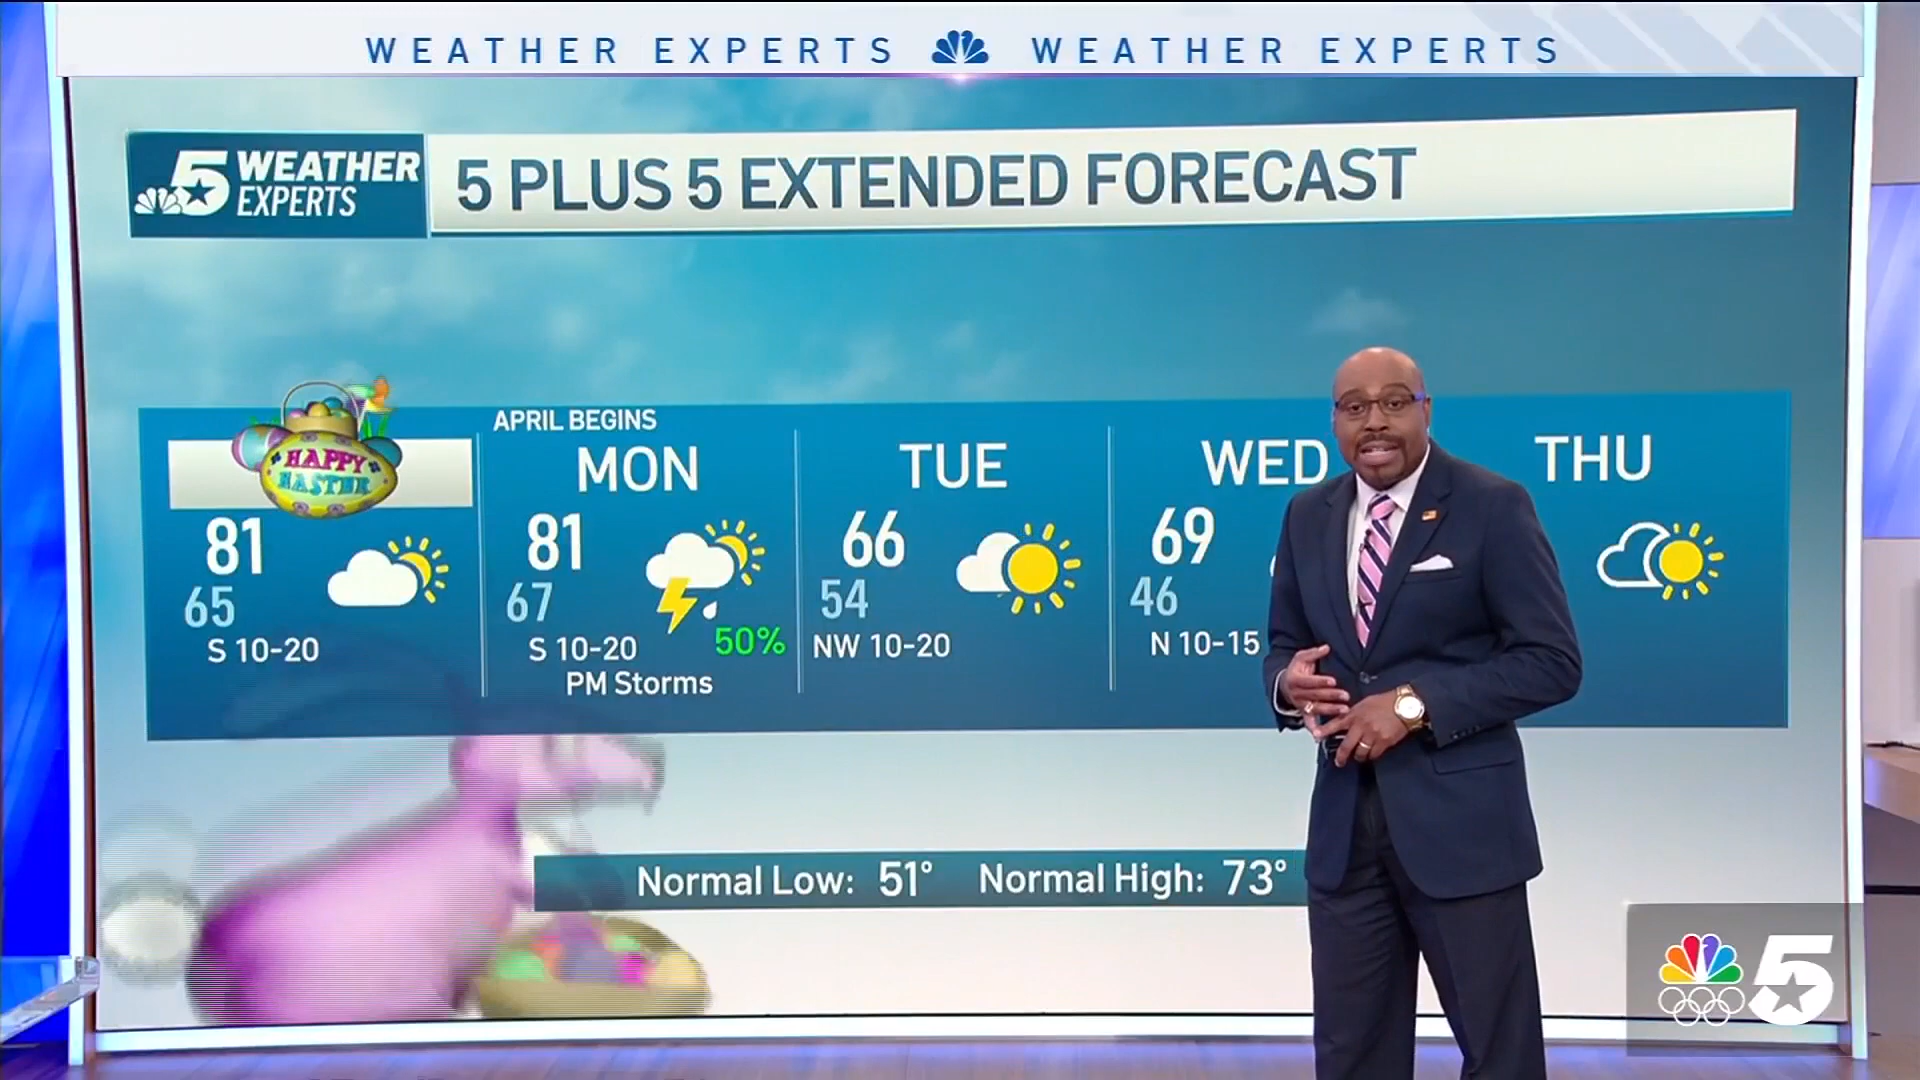 WEATHER EXPERTS WEATHER EXPERTS
5 WEATHER EXPERTS
5 PLUS 5 EXTENDED FORECAST
HAPPY EASTER
81
65
S 10-20
APRIL BEGINS
MON
81
67
S 10-20
50%
PM Storms
TUE
66
54
NW 10-20
WED
69
46
N 10-15
THU
Normal Low: 51° Normal High: 73°
5